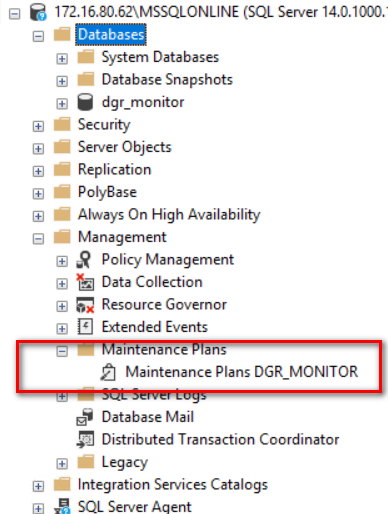 172.16.80.62\MSSQLONLINE (SQL Server 14.0.1000.
Databases
System Databases
Database Snapshots
dgr_monitor
Security
Server Objects
Replication
PolyBase
Always On High Availability
Management
Policy Management
Data Collection
Resource Governor
Extended Events
Maintenance Plans
Maintenance Plans DGR_MONITOR
SQL Server Logs
Database Mail
Distributed Transaction Coordinator
Legacy
Integration Services Catalogs
SQL Server Agent